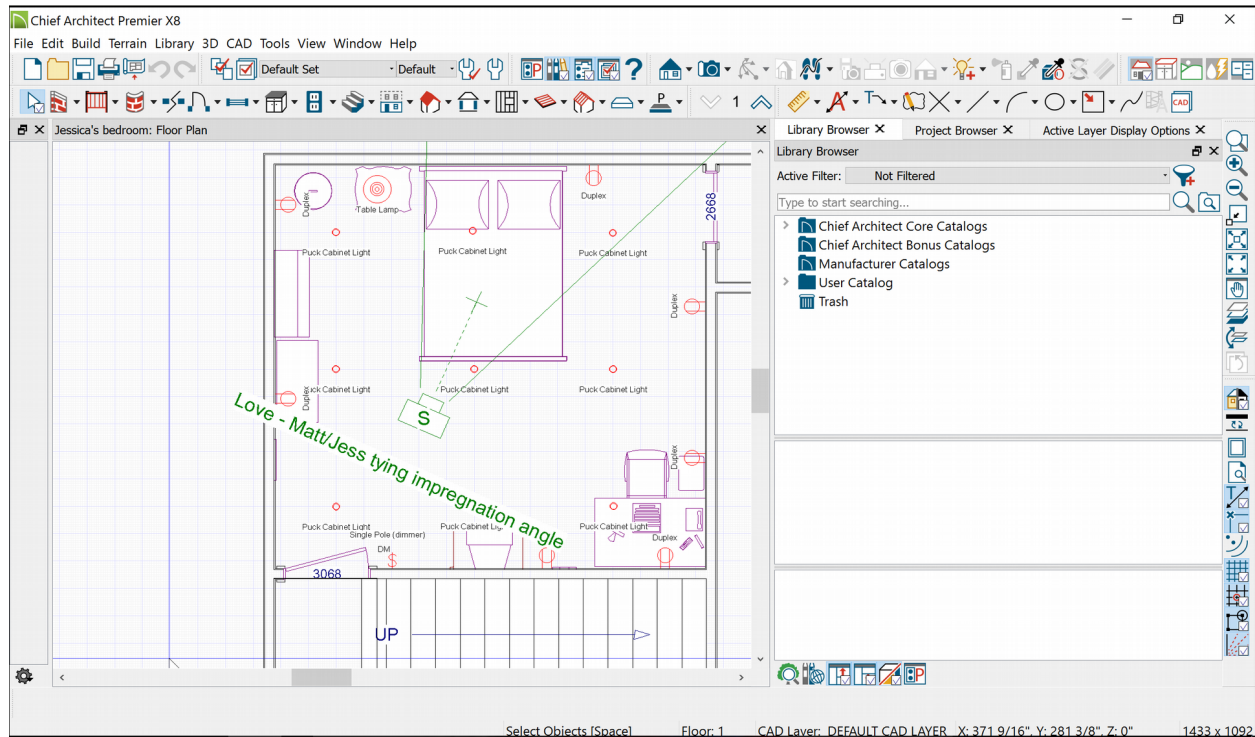 Chief Architect Premier X8
File Edit Build Terrain Library 3D CAD Tools View Window Help
Default Set
Default
P
1
CAD
Jessica's bedroom: Floor Plan
Library Browser
Project Browser
Active Layer Display Options
Library Browser
Active Filter: Not Filtered
Type to start searching...
Chief Architect Core Catalogs
Chief Architect Bonus Catalogs
Manufacturer Catalogs
User Catalog
Trash
Duplex
Table Lamp
Duplex
2668
Puck Cabinet Light
Puck Cabinet Light
Puck Cabinet Light
Duplex
Puck Cabinet Light
Puck Cabinet Light
Puck Cabinet Light
Duplex
S
Love - Matt/Jess tying impregnation angle
Duplex
Puck Cabinet Light
Puck Cabinet Light
Puck Cabinet Light
Single Pole (dimmer)
Duplex
DM
$
3068
UP
Select Objects [Space]
Floor: 1
CAD Layer: DEFAULT CAD LAYER
X: 371 9/16", Y: 281 3/8", Z: 0"
1433 x 1092